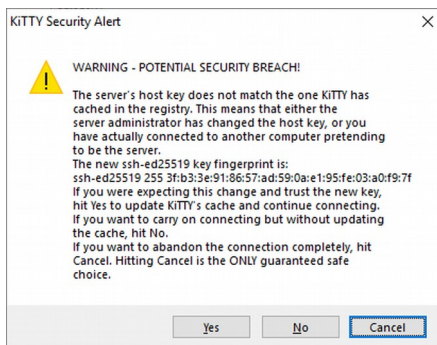 KiTTY Security Alert
WARNING - POTENTIAL SECURITY BREACH!
The server's host key does not match the one KiTTY has
cached in the registry. This means that either the
server administrator has changed the host key, or you
have actually connected to another computer pretending
to be the server.
The new ssh-ed25519 key fingerprint is:
ssh-ed25519 255 3f:b3:3e:91:86:57:ad:59:0a:e1:95:fe:03:a0:f9:7f
If you were expecting this change and trust the new key,
hit Yes to update KiTTY's cache and continue connecting.
If you want to carry on connecting but without updating
the cache, hit No.
If you want to abandon the connection completely, hit
Cancel. Hitting Cancel is the ONLY guaranteed safe
choice.
Yes No Cancel